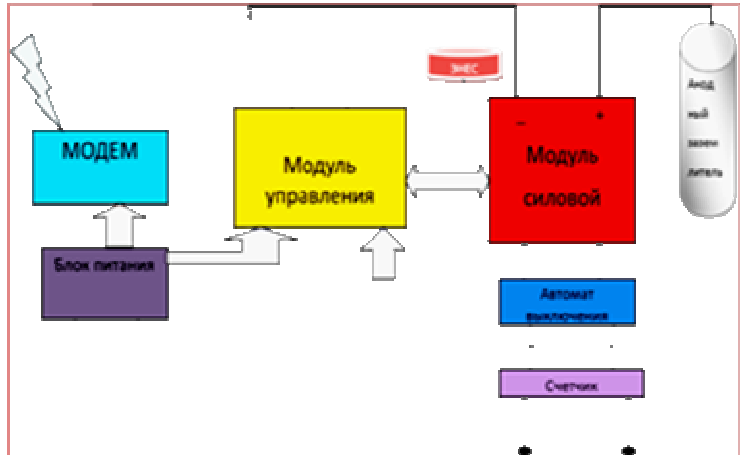 ЭНЕС
МОДЕМ
Модуль
управления
–
+
Модуль
силовой
Анод
ный
зазем
литель
Блок питания
Автомат
выключения
Счетчик